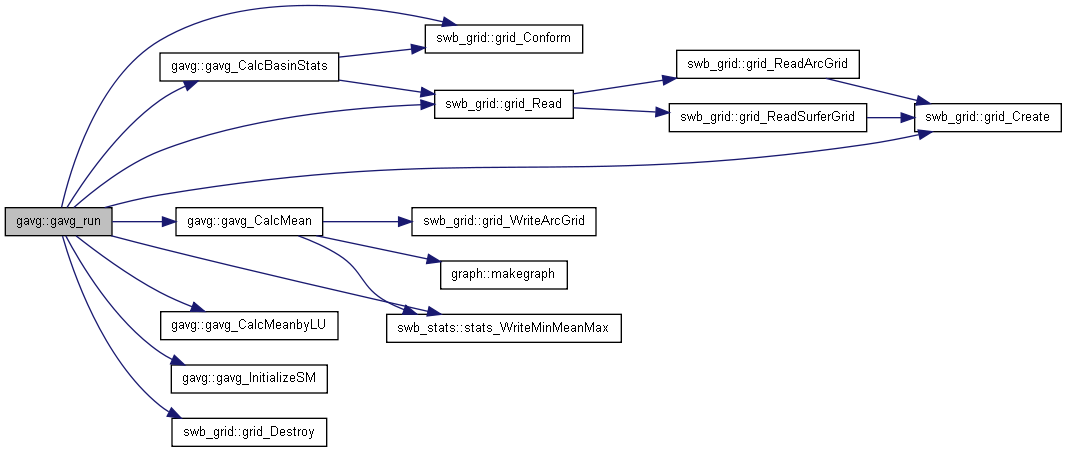 swb_grid::grid_Conform
gavg::gavg_CalcBasinStats
swb_grid::grid_ReadArcGrid
swb_grid::grid_Read
swb_grid::grid_ReadSurferGrid
swb_grid::grid_Create
gavg::gavg_run
gavg::gavg_CalcMean
swb_grid::grid_WriteArcGrid
graph::makegraph
gavg::gavg_CalcMeanbyLU
swb_stats::stats_WriteMinMeanMax
gavg::gavg_InitializeSM
swb_grid::grid_Destroy